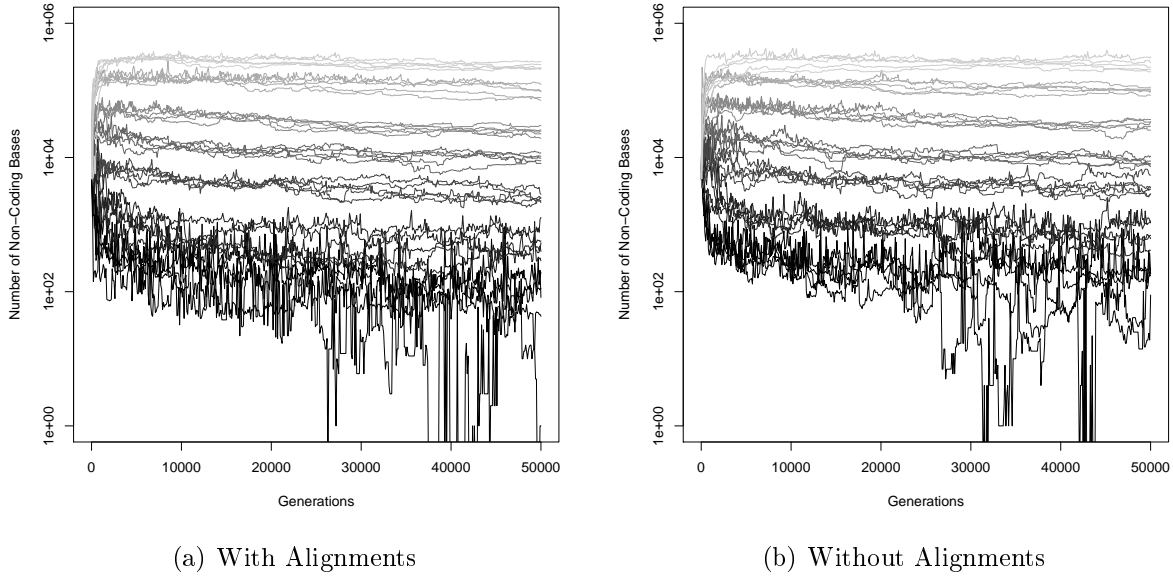 1e+06
1e+04
1e+02
1e+00
Number of Non−Coding Bases
0 10000 20000 30000 40000 50000
Generations
(a) With Alignments
1e+06
1e+04
1e+02
1e+00
Number of Non−Coding Bases
0 10000 20000 30000 40000 50000
Generations
(b) Without Alignments